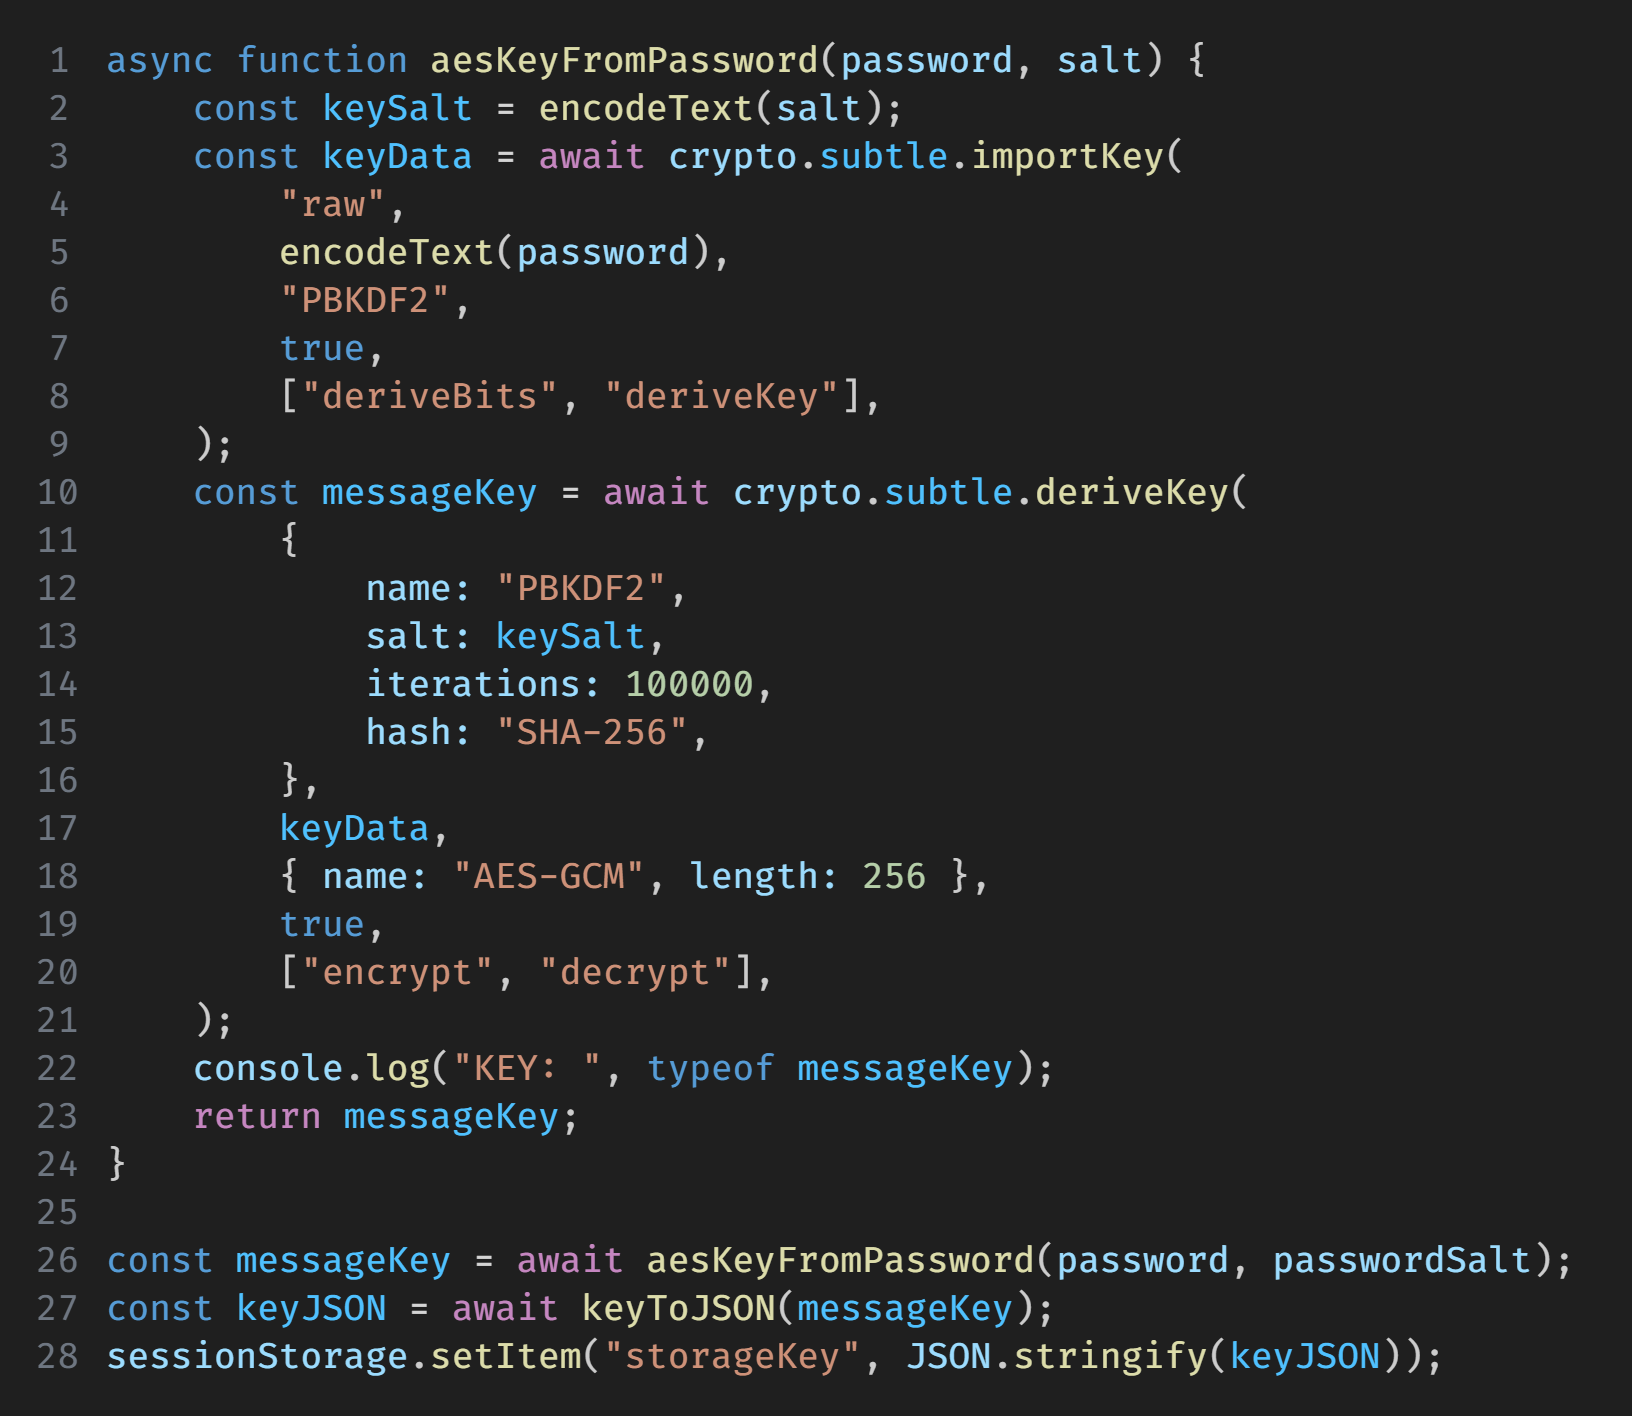 1 async function aesKeyFromPassword(password, salt) {
2     const keySalt = encodeText(salt);
3     const keyData = await crypto.subtle.importKey(
4         "raw",
5         encodeText(password),
6         "PBKDF2",
7         true,
8         ["deriveBits", "deriveKey"],
9     );
10     const messageKey = await crypto.subtle.deriveKey(
11         {
12             name: "PBKDF2",
13             salt: keySalt,
14             iterations: 100000,
15             hash: "SHA-256",
16         },
17         keyData,
18         { name: "AES-GCM", length: 256 },
19         true,
20         ["encrypt", "decrypt"],
21     );
22     console.log("KEY: ", typeof messageKey);
23     return messageKey;
24 }
25
26 const messageKey = await aesKeyFromPassword(password, passwordSalt);
27 const keyJSON = await keyToJSON(messageKey);
28 sessionStorage.setItem("storageKey", JSON.stringify(keyJSON));